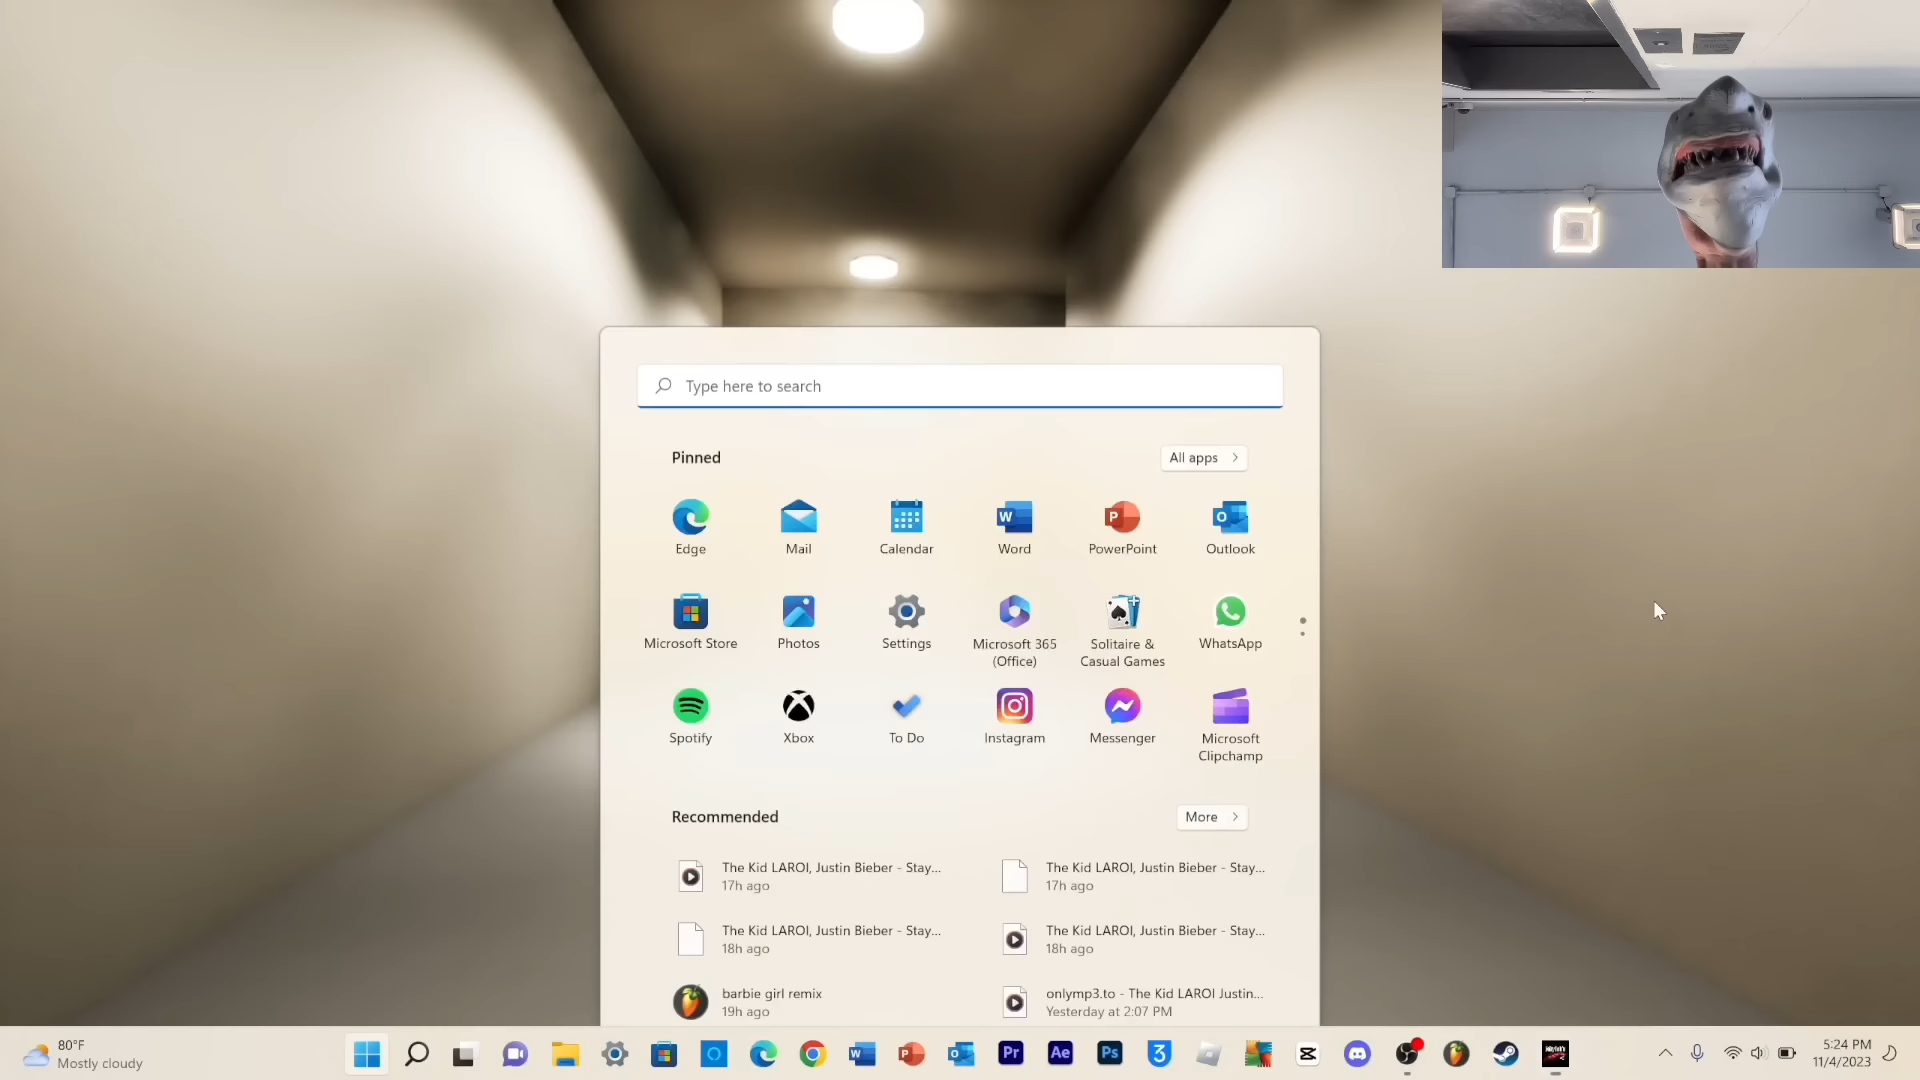 Type here to search
Pinned
All apps
Edge
Mail
Calendar
Word
PowerPoint
Outlook
Microsoft Store
Photos
Settings
Microsoft 365
(Office)
Solitaire &
Casual Games
WhatsApp
Spotify
Xbox
To Do
Instagram
Messenger
Microsoft
Clipchamp
Recommended
More
The Kid LAROI, Justin Bieber - Stay...
17h ago
The Kid LAROI, Justin Bieber - Stay...
17h ago
The Kid LAROI, Justin Bieber - Stay...
18h ago
The Kid LAROI, Justin Bieber - Stay...
18h ago
barbie girl remix
19h ago
onlymp3.to - The Kid LAROI Justin...
Yesterday at 2:07 PM
80°F
Mostly cloudy
Pr
Ae
Ps
5:24 PM
11/4/2023